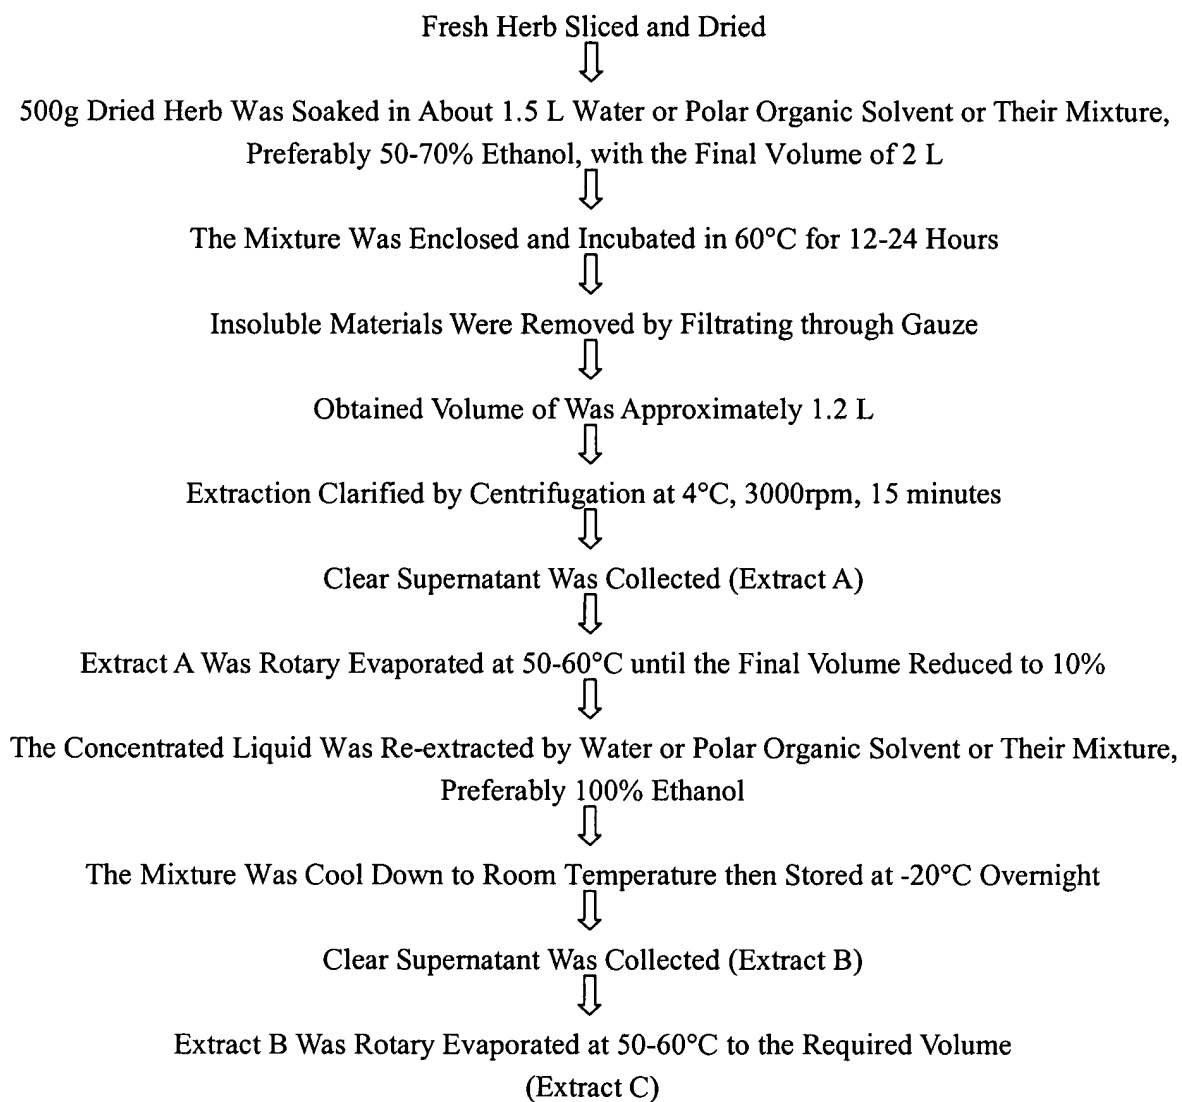 Fresh Herb Sliced and Dried
500g Dried Herb Was Soaked in About 1.5 L Water or Polar Organic Solvent or Their Mixture,
Preferably 50-70% Ethanol, with the Final Volume of 2 L
The Mixture Was Enclosed and Incubated in 60°C for 12-24 Hours
Insoluble Materials Were Removed by Filtrating through Gauze
Obtained Volume of Was Approximately 1.2 L
Extraction Clarified by Centrifugation at 4°C, 3000rpm, 15 minutes
Clear Supernatant Was Collected (Extract A)
Extract A Was Rotary Evaporated at 50-60°C until the Final Volume Reduced to 10%
The Concentrated Liquid Was Re-extracted by Water or Polar Organic Solvent or Their Mixture,
Preferably 100% Ethanol
The Mixture Was Cool Down to Room Temperature then Stored at -20°C Overnight
Clear Supernatant Was Collected (Extract B)
Extract B Was Rotary Evaporated at 50-60°C to the Required Volume
(Extract C)